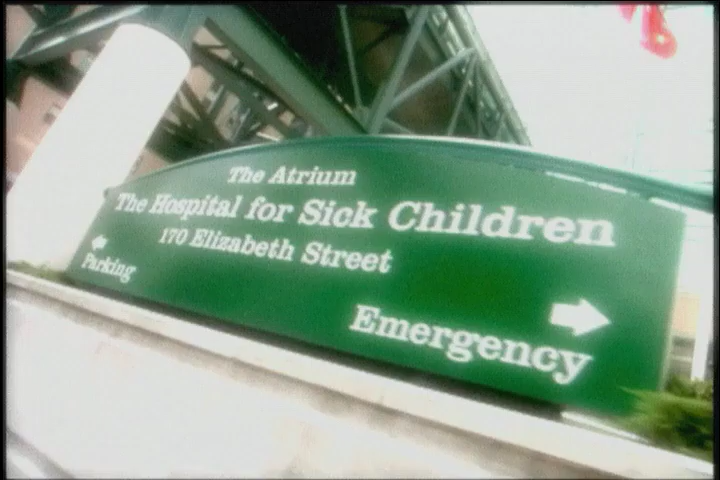 The Atrium
The Hospital for Sick Children
170 Elizabeth Street
Parking
Emergency